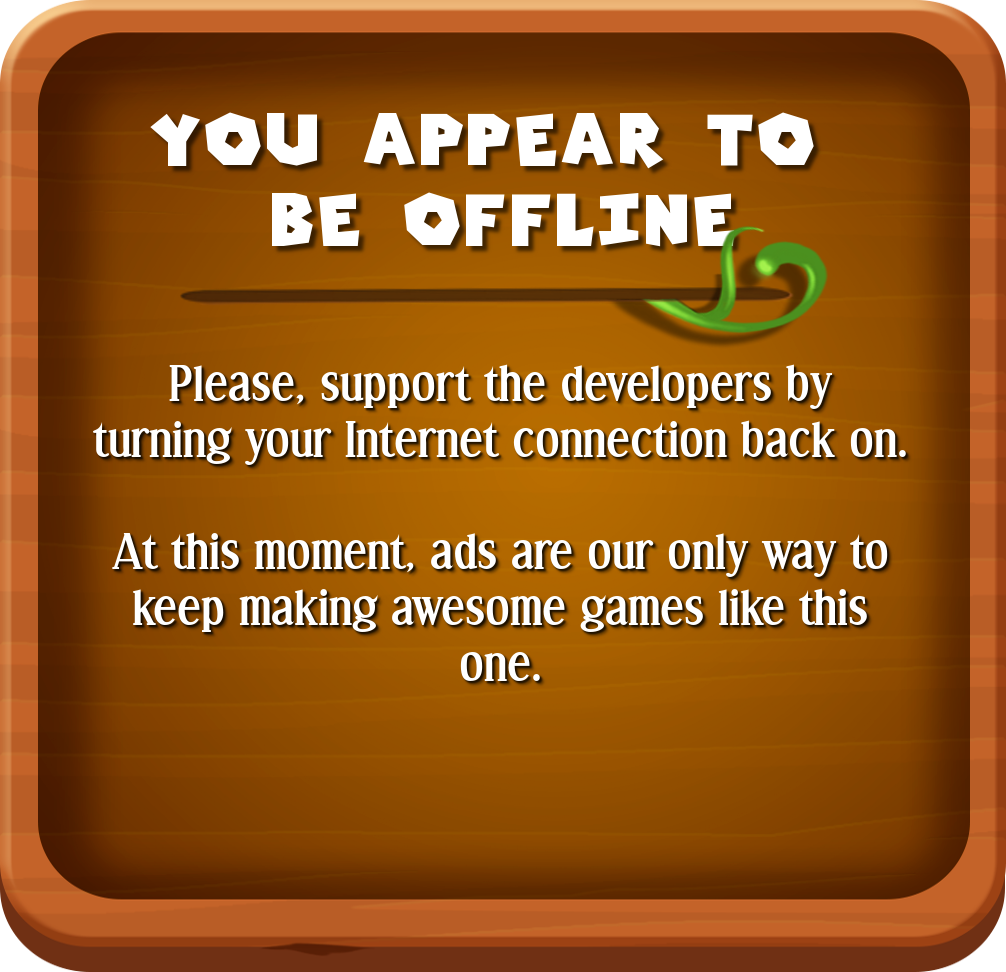 YOU APPEAR TO
BE OFFLINE
Please, support the developers by
turning your Internet connection back on.
At this moment, ads are our only way to
keep making awesome games like this
one.